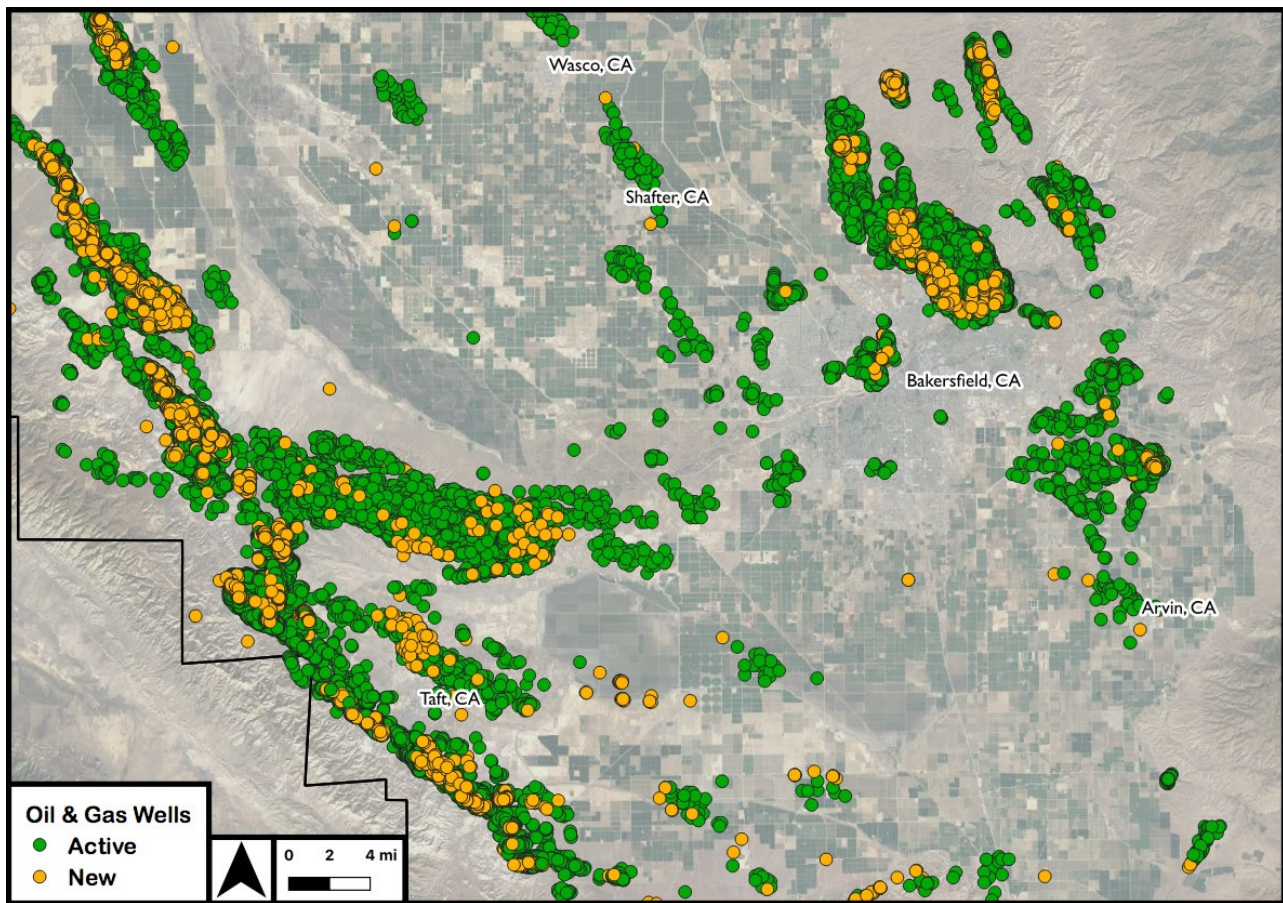 Wasco, CA
Shafter, CA
Bakersfield, CA
Arvin, CA
Taft, CA
Oil & Gas Wells
Active
New
0 2 4 mi